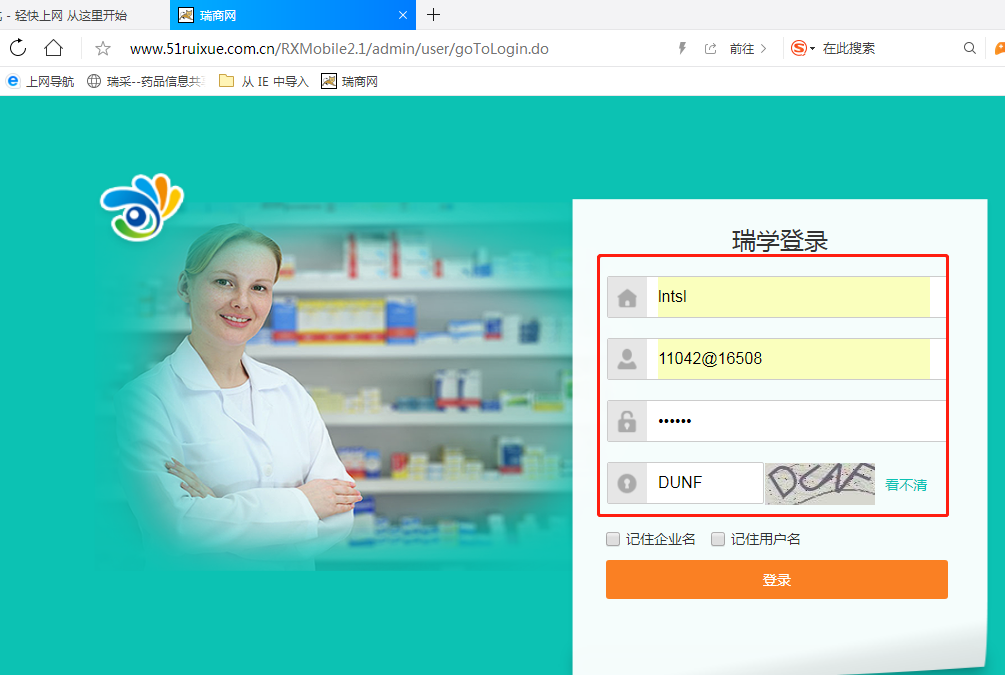 - 轻快上网 从这里开始
瑞商网
www.51ruixue.com.cn/RXMobile2.1/admin/user/goToLogin.do
前往
在此搜索
上网导航
瑞采--药品信息共
从 IE 中导入
瑞商网
瑞学登录
lntsl
11042@16508
••••••
DUNF
DUNF
看不清
记住企业名
记住用户名
登录